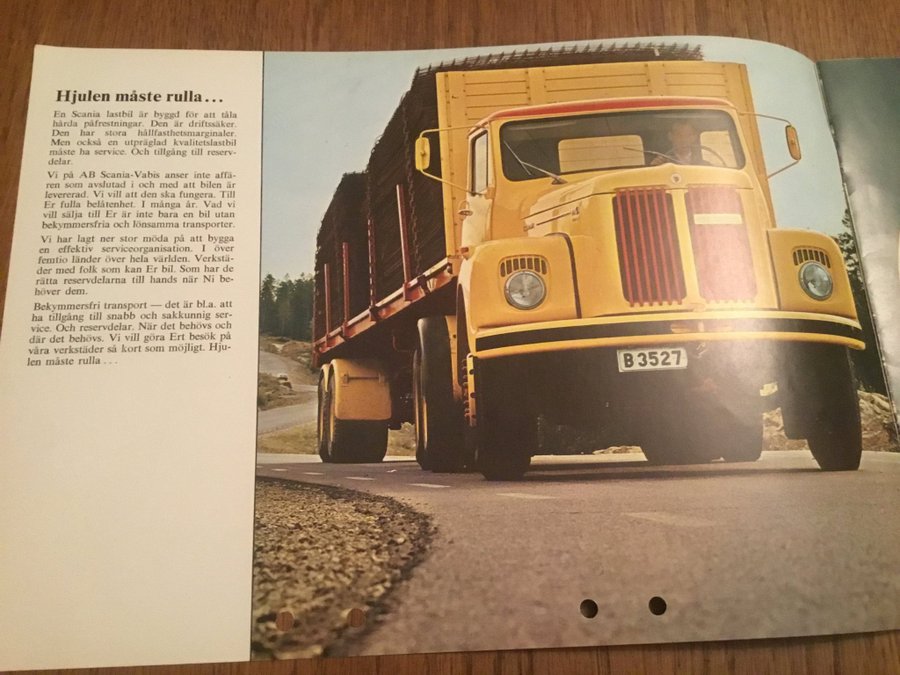 Hjulen måste rulla...
En Scania lastbil är byggd för att tåla
hårda påfrestningar. Den är driftssäker.
Den har stora hållfasthetsmarginaler.
Men också en utpräglad kvalitetslastbil
måste ha service. Och tillgång till reserv-
delar.
Vi på AB Scania-Vabis anser inte affä-
ren som avslutad i och med att bilen är
levererad. Vi vill att den ska fungera. Till
Er fulla belåtenhet. I många år. Vad vi
vill sälja till Er är inte bara en bil utan
bekymmersfria och lönsamma transporter.
Vi har lagt ner stor möda på att bygga
en effektiv serviceorganisation. I över
femtio länder över hela världen. Verkstä-
der med folk som kan Er bil. Som har de
rätta reservdelarna till hands när Ni be-
höver dem.
Bekymmersfri transport — det är bl.a. att
ha tillgång till snabb och sakkunnig ser-
vice. Och reservdelar. När det behövs och
där det behövs. Vi vill göra Ert besök på
våra verkstäder så kort som möjligt. Hju-
len måste rulla...
B 3527